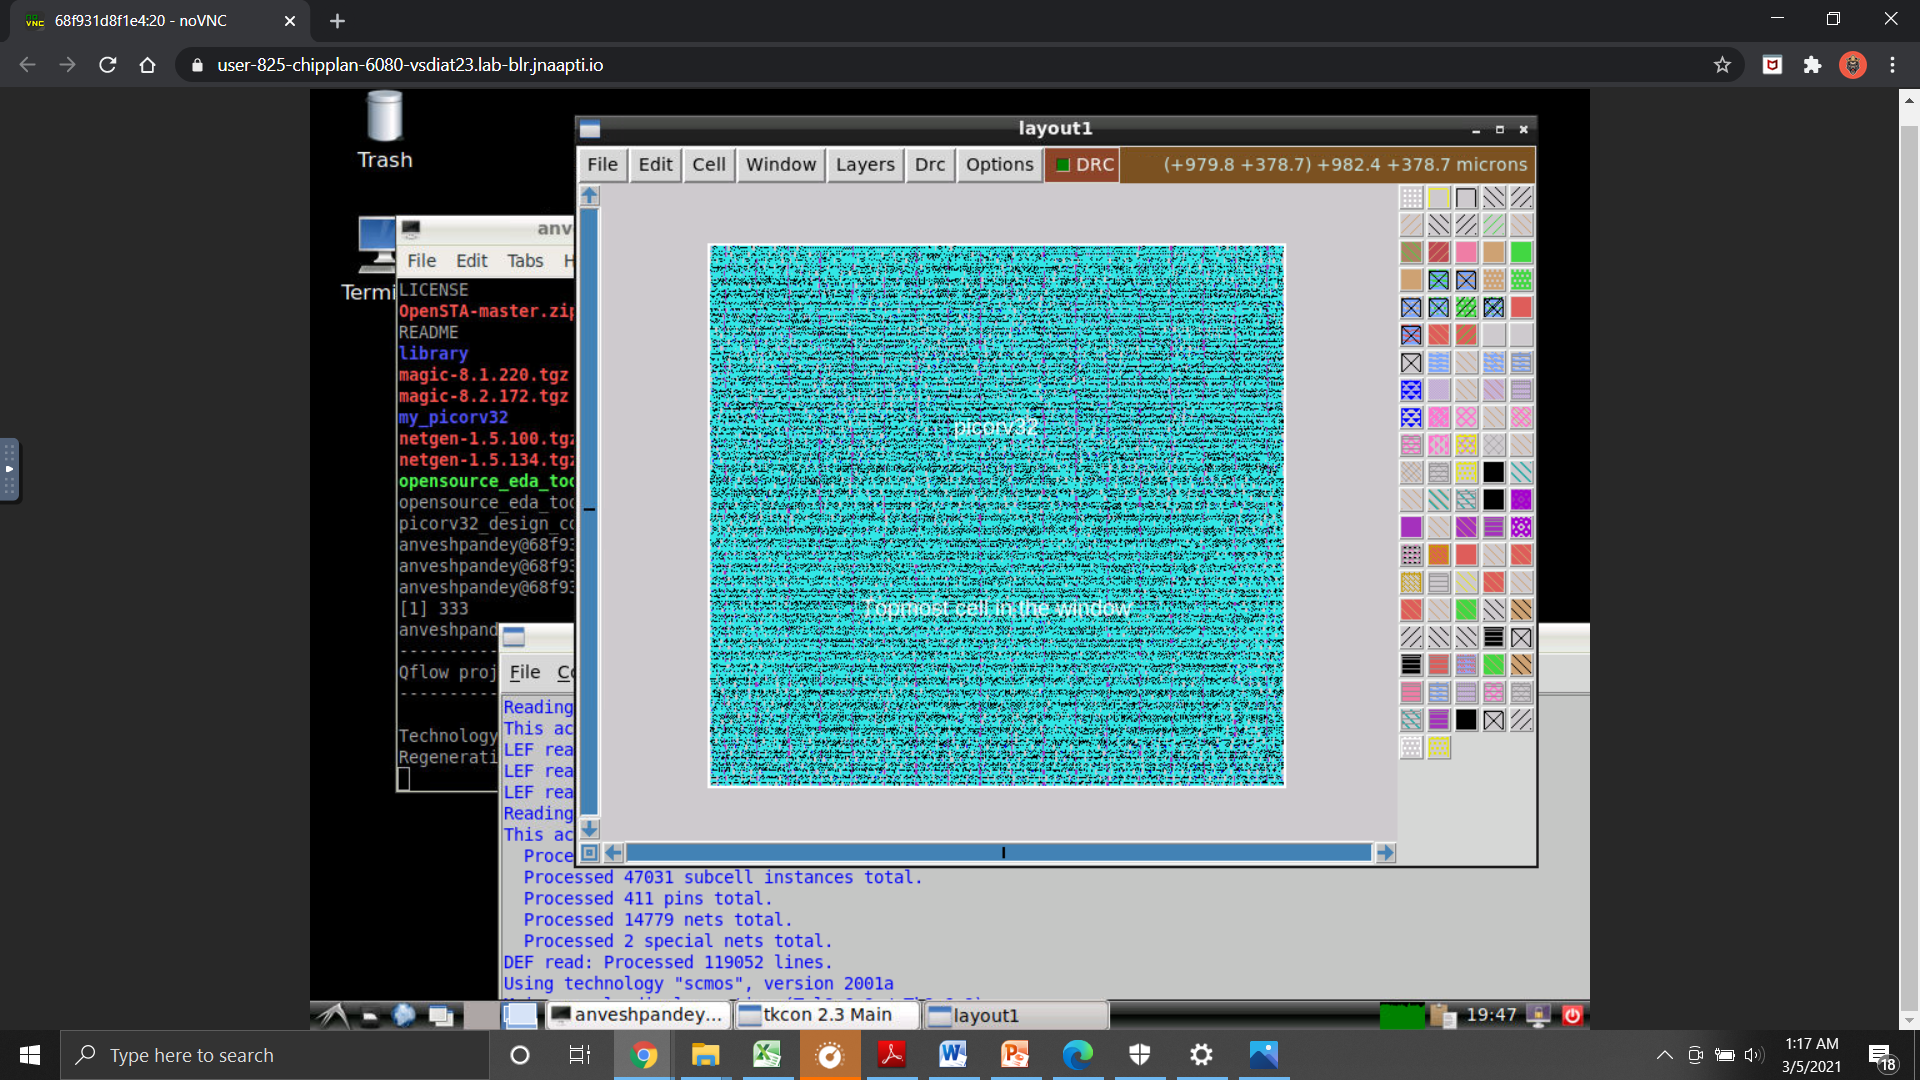 68f931d8f1e4:20 - noVNC
user-825-chipplan-6080-vsdiat23.lab-blr.jnaapti.io
Trash
layout1
File Edit Cell Window Layers Drc Options DRC (+979.8 +378.7) +982.4 +378.7 microns
anv
File Edit Tabs H
Termi
LICENSE
OpenSTA-master.zip
README
library
magic-8.1.220.tgz
magic-8.2.172.tgz
my_picorv32
netgen-1.5.100.tgz
netgen-1.5.134.tgz
opensource_eda_too
opensource_eda_too
picorv32_design_co
anveshpandey@68f93
anveshpandey@68f93
anveshpandey@68f93
[1] 333
anveshpand
Qflow proj
Technology
Regenerati
picorv32
Topmost cell in the window
File Co
Reading
This ac
LEF rea
LEF rea
LEF rea
Reading
This ac
Proce
Processed 47031 subcell instances total.
Processed 411 pins total.
Processed 14779 nets total.
Processed 2 special nets total.
DEF read: Processed 119052 lines.
Using technology "scmos", version 2001a
anveshpandey... tkcon 2.3 Main layout1 19:47
Type here to search
1:17 AM
3/5/2021
18